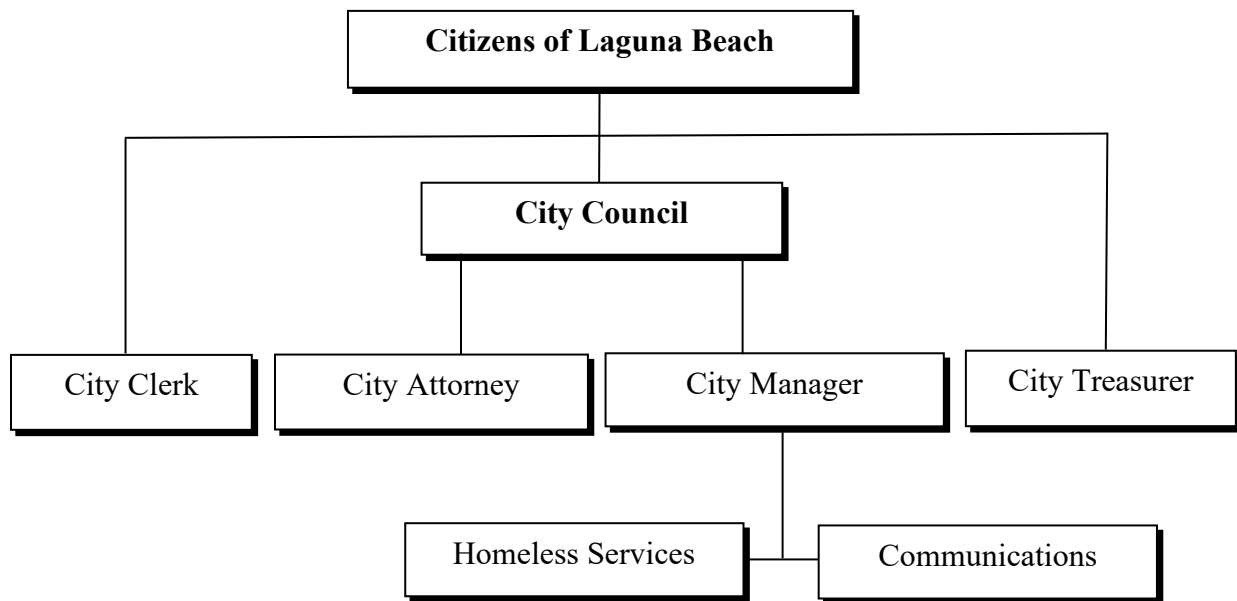 Citizens of Laguna Beach
City Council
City Clerk
City Attorney
City Manager
City Treasurer
Homeless Services
Communications